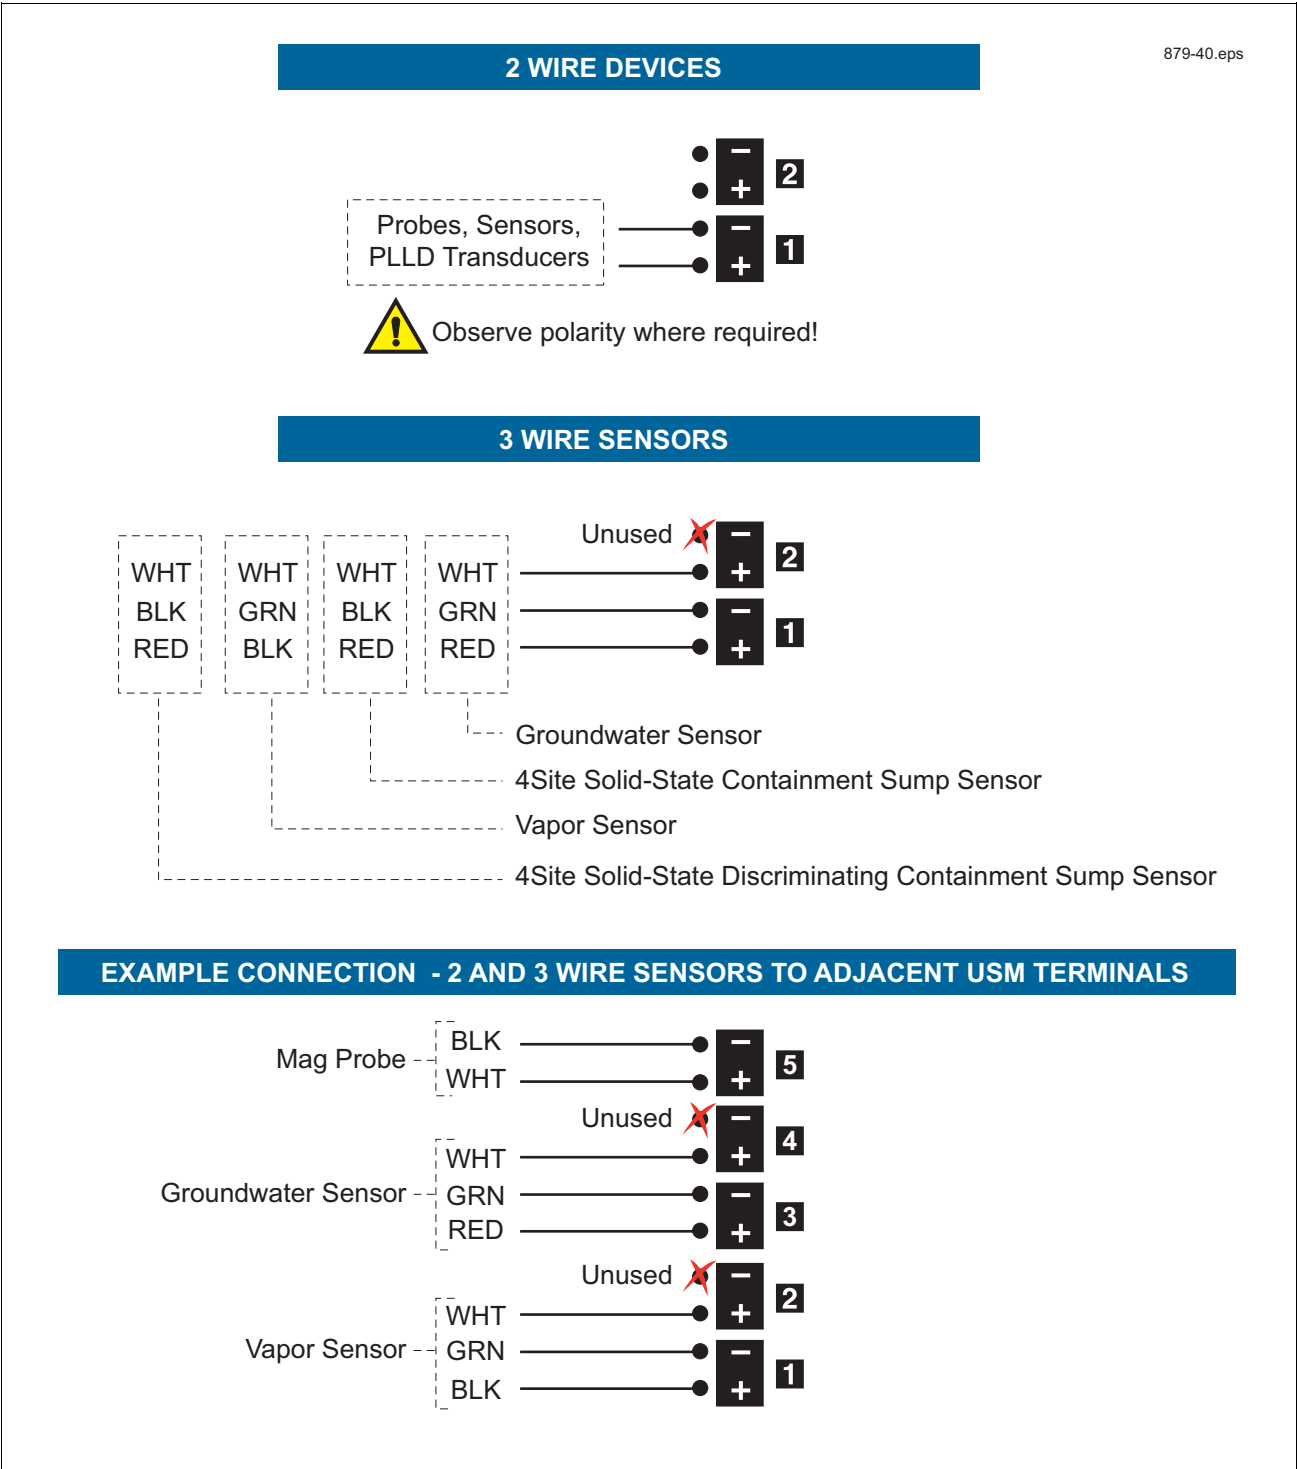 879-40.eps
2 WIRE DEVICES
− 2
+
Probes, Sensors,
PLLD Transducers
− 1
+
! Observe polarity where required!
3 WIRE SENSORS
Unused − 2
WHT WHT WHT WHT +
BLK GRN BLK GRN − 1
RED BLK RED RED +
Groundwater Sensor
4Site Solid-State Containment Sump Sensor
Vapor Sensor
4Site Solid-State Discriminating Containment Sump Sensor
EXAMPLE CONNECTION - 2 AND 3 WIRE SENSORS TO ADJACENT USM TERMINALS
Mag Probe
BLK − 5
WHT +
Unused − 4
WHT +
Groundwater Sensor
GRN − 3
RED +
Unused − 2
WHT +
Vapor Sensor
GRN − 1
BLK +